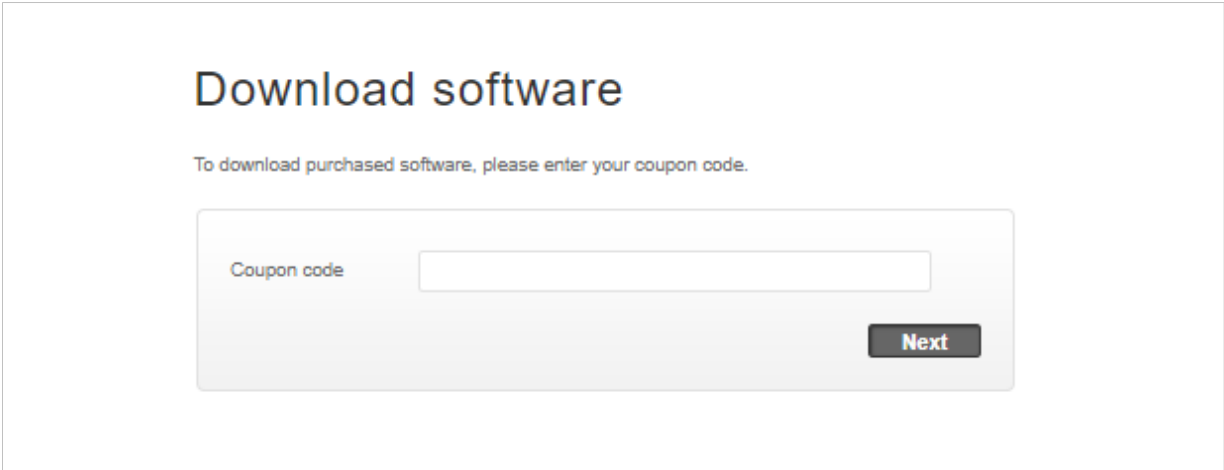 Download software
To download purchased software, please enter your coupon code.
Coupon code
Next